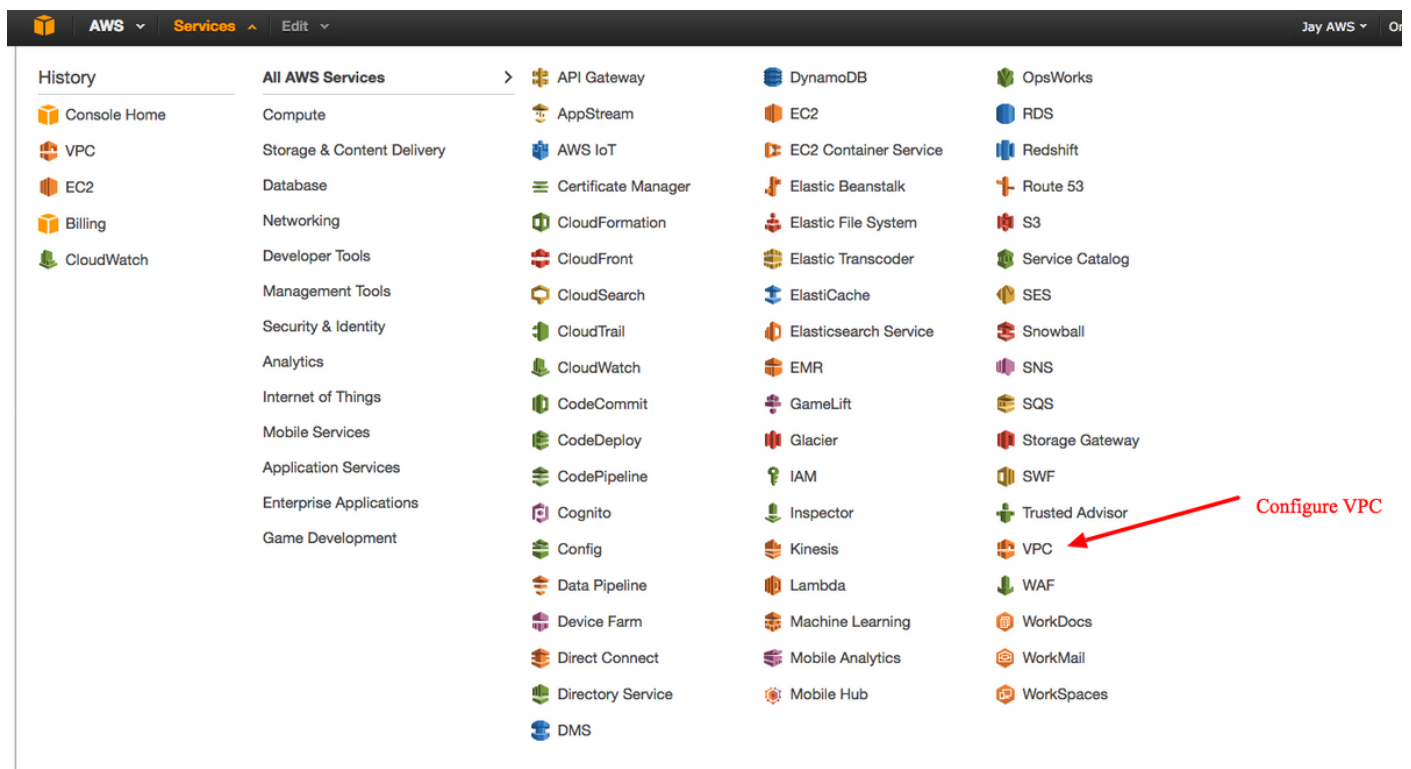 AWS Services Edit Jay AWS Or
History
Console Home
VPC
EC2
Billing
CloudWatch
All AWS Services
Compute
Storage & Content Delivery
Database
Networking
Developer Tools
Management Tools
Security & Identity
Analytics
Internet of Things
Mobile Services
Application Services
Enterprise Applications
Game Development
API Gateway
AppStream
AWS IoT
Certificate Manager
CloudFormation
CloudFront
CloudSearch
CloudTrail
CloudWatch
CodeCommit
CodeDeploy
CodePipeline
Cognito
Config
Data Pipeline
Device Farm
Direct Connect
Directory Service
DMS
DynamoDB
EC2
EC2 Container Service
Elastic Beanstalk
Elastic File System
Elastic Transcoder
ElastiCache
Elasticsearch Service
EMR
GameLift
Glacier
IAM
Inspector
Kinesis
Lambda
Machine Learning
Mobile Analytics
Mobile Hub
OpsWorks
RDS
Redshift
Route 53
S3
Service Catalog
SES
Snowball
SNS
SQS
Storage Gateway
SWF
Trusted Advisor
VPC
WAF
WorkDocs
WorkMail
WorkSpaces
Configure VPC